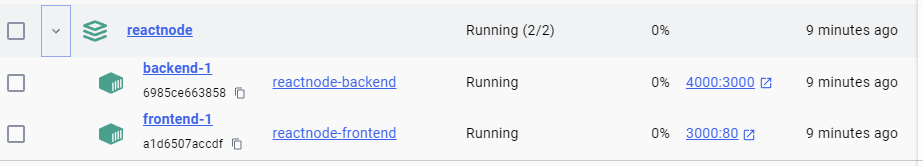 reactnode Running (2/2) 0% 9 minutes ago
backend-1
6985ce663858 reactnode-backend Running 0% 4000:3000 9 minutes ago
frontend-1
a1d6507accdf reactnode-frontend Running 0% 3000:80 9 minutes ago